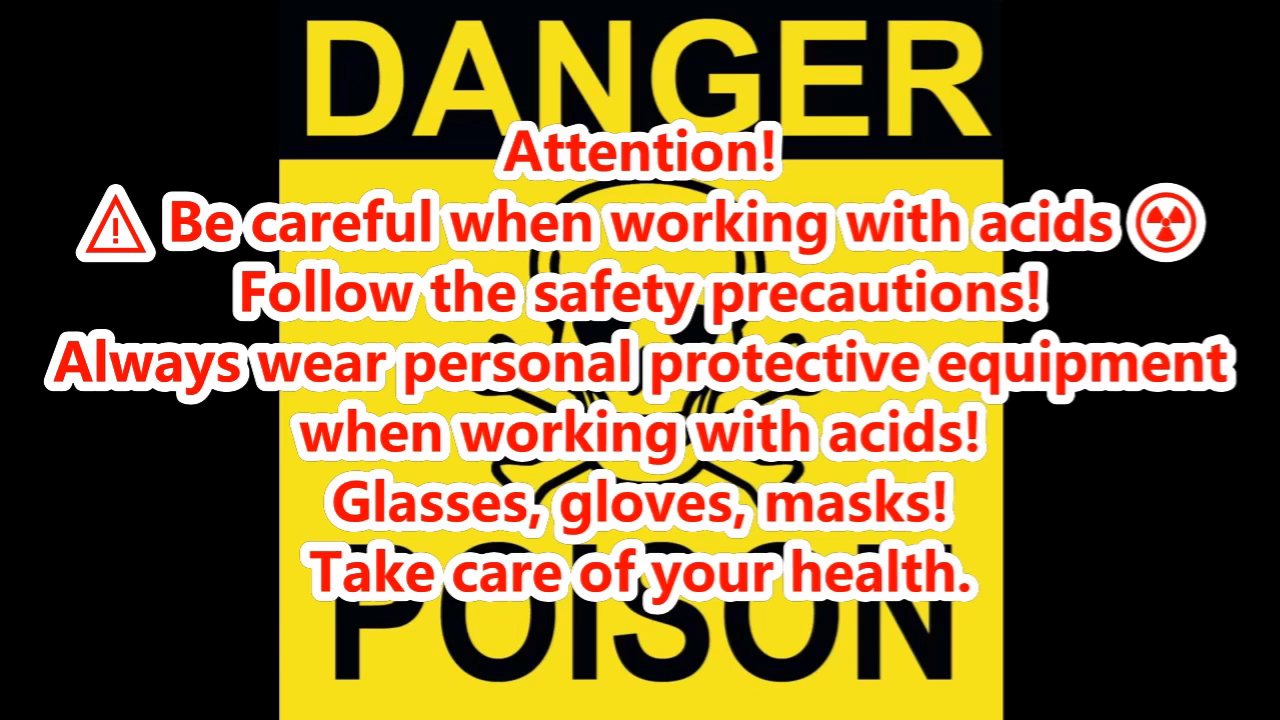 DANGER
Attention!
⚠ Be careful when working with acids ☢
Follow the safety precautions!
Always wear personal protective equipment
when working with acids!
Glasses, gloves, masks!
Take care of your health.
POISON